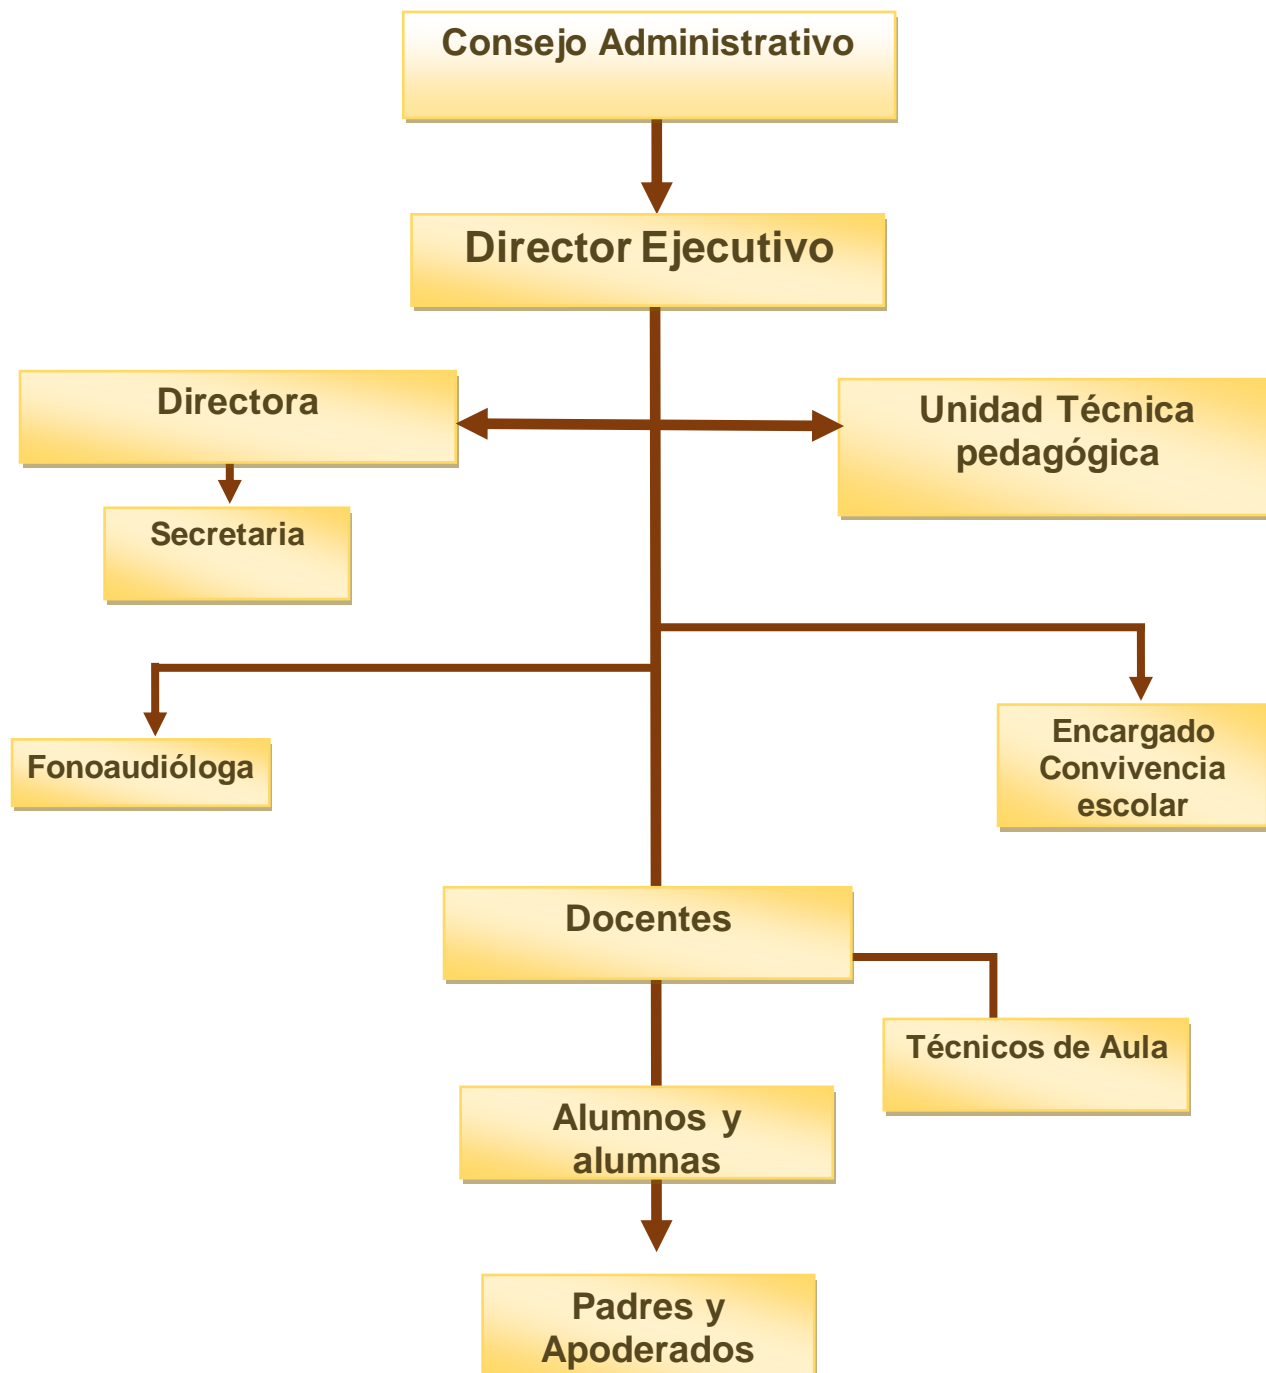 Consejo Administrativo
Director Ejecutivo
Directora
Unidad Técnica
pedagógica
Secretaria
Fonoaudióloga
Encargado
Convivencia
escolar
Docentes
Técnicos de Aula
Alumnos y
alumnas
Padres y
Apoderados